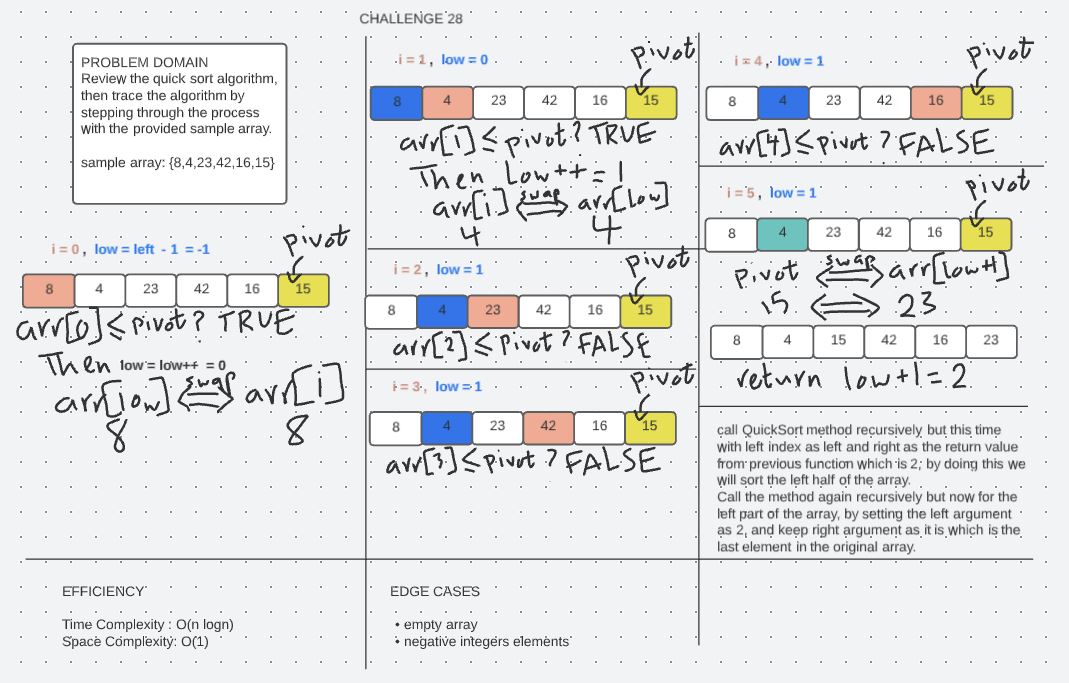 CHALLENGE 28
PROBLEM DOMAIN
Review the quick sort algorithm,
then trace the algorithm by
stepping through the process
with the provided sample array.
sample array: {8,4,23,42,16,15}
i = 0, low = left - 1 = -1
pivot
8 4 23 42 16 15
arr[0] ≤ pivot? TRUE
Then low = low++ = 0
swap
arr[low] ⟺ arr[i]
8 8
i = 1, low = 0
pivot
8 4 23 42 16 15
arr[1] ≤ pivot? TRUE
Then low++ = 1
swap
arr[i] ⟺ arr[low]
4 4
i = 2, low = 1
pivot
8 4 23 42 16 15
arr[2] ≤ pivot? FALSE
i = 3, low = 1
pivot
8 4 23 42 16 15
arr[3] ≤ pivot? FALSE
i = 4, low = 1
pivot
8 4 23 42 16 15
arr[4] ≤ pivot? FALSE
i = 5, low = 1
pivot
8 4 23 42 16 15
swap
Pivot ⟺ arr[low+1]
15 ⟺ 23
8 4 15 42 16 23
return low+1 = 2
call QuickSort method recursively but this time
with left index as left and right as the return value
from previous function which is 2; by doing this we
will sort the left half of the array.
Call the method again recursively but now for the
left part of the array, by setting the left argument
as 2, and keep right argument as it is which is the
last element in the original array.
EFFICIENCY
Time Complexity : O(n logn)
Space Complexity: O(1)
EDGE CASES
• empty array
• negative integers elements